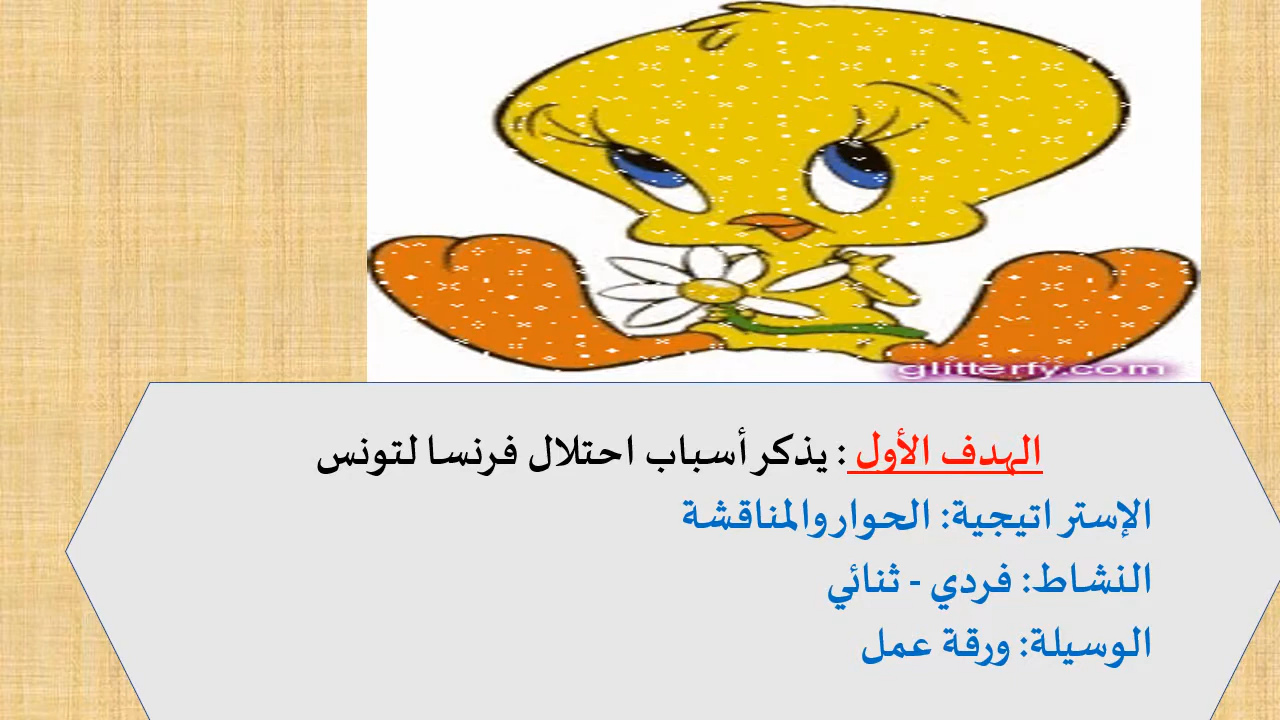 glitterfy.com
الهدف الأول : يذكر أسباب احتلال فرنسا لتونس
الإستراتيجية: الحوار والمناقشة
النشاط: فردي - ثنائي
الوسيلة: ورقة عمل